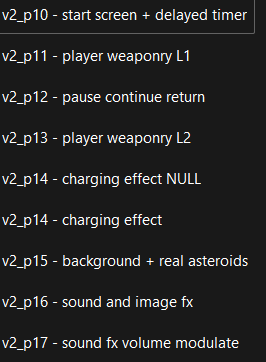 v2_p10 - start screen + delayed timer
v2_p11 - player weaponry L1
v2_p12 - pause continue return
v2_p13 - player weaponry L2
v2_p14 - charging effect NULL
v2_p14 - charging effect
v2_p15 - background + real asteroids
v2_p16 - sound and image fx
v2_p17 - sound fx volume modulate